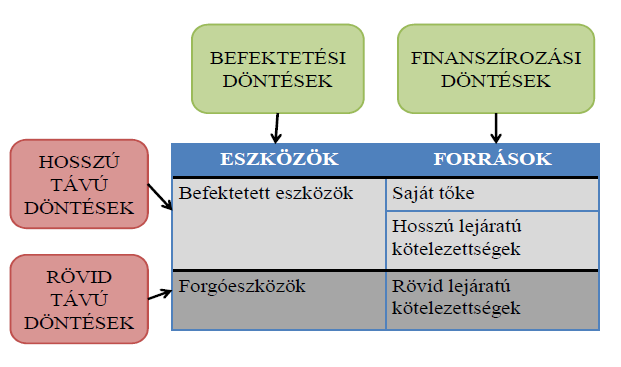 BEFEKTETÉSI
DÖNTÉSEK
FINANSZÍROZÁSI
DÖNTÉSEK
HOSSZÚ
TÁVÚ
DÖNTÉSEK
RÖVID
TÁVÚ
DÖNTÉSEK
ESZKÖZÖK
FORRÁSOK
Befektetett eszközök
Saját tőke
Hosszú lejáratú
kötelezettségek
Forgóeszközök
Rövid lejáratú
kötelezettségek